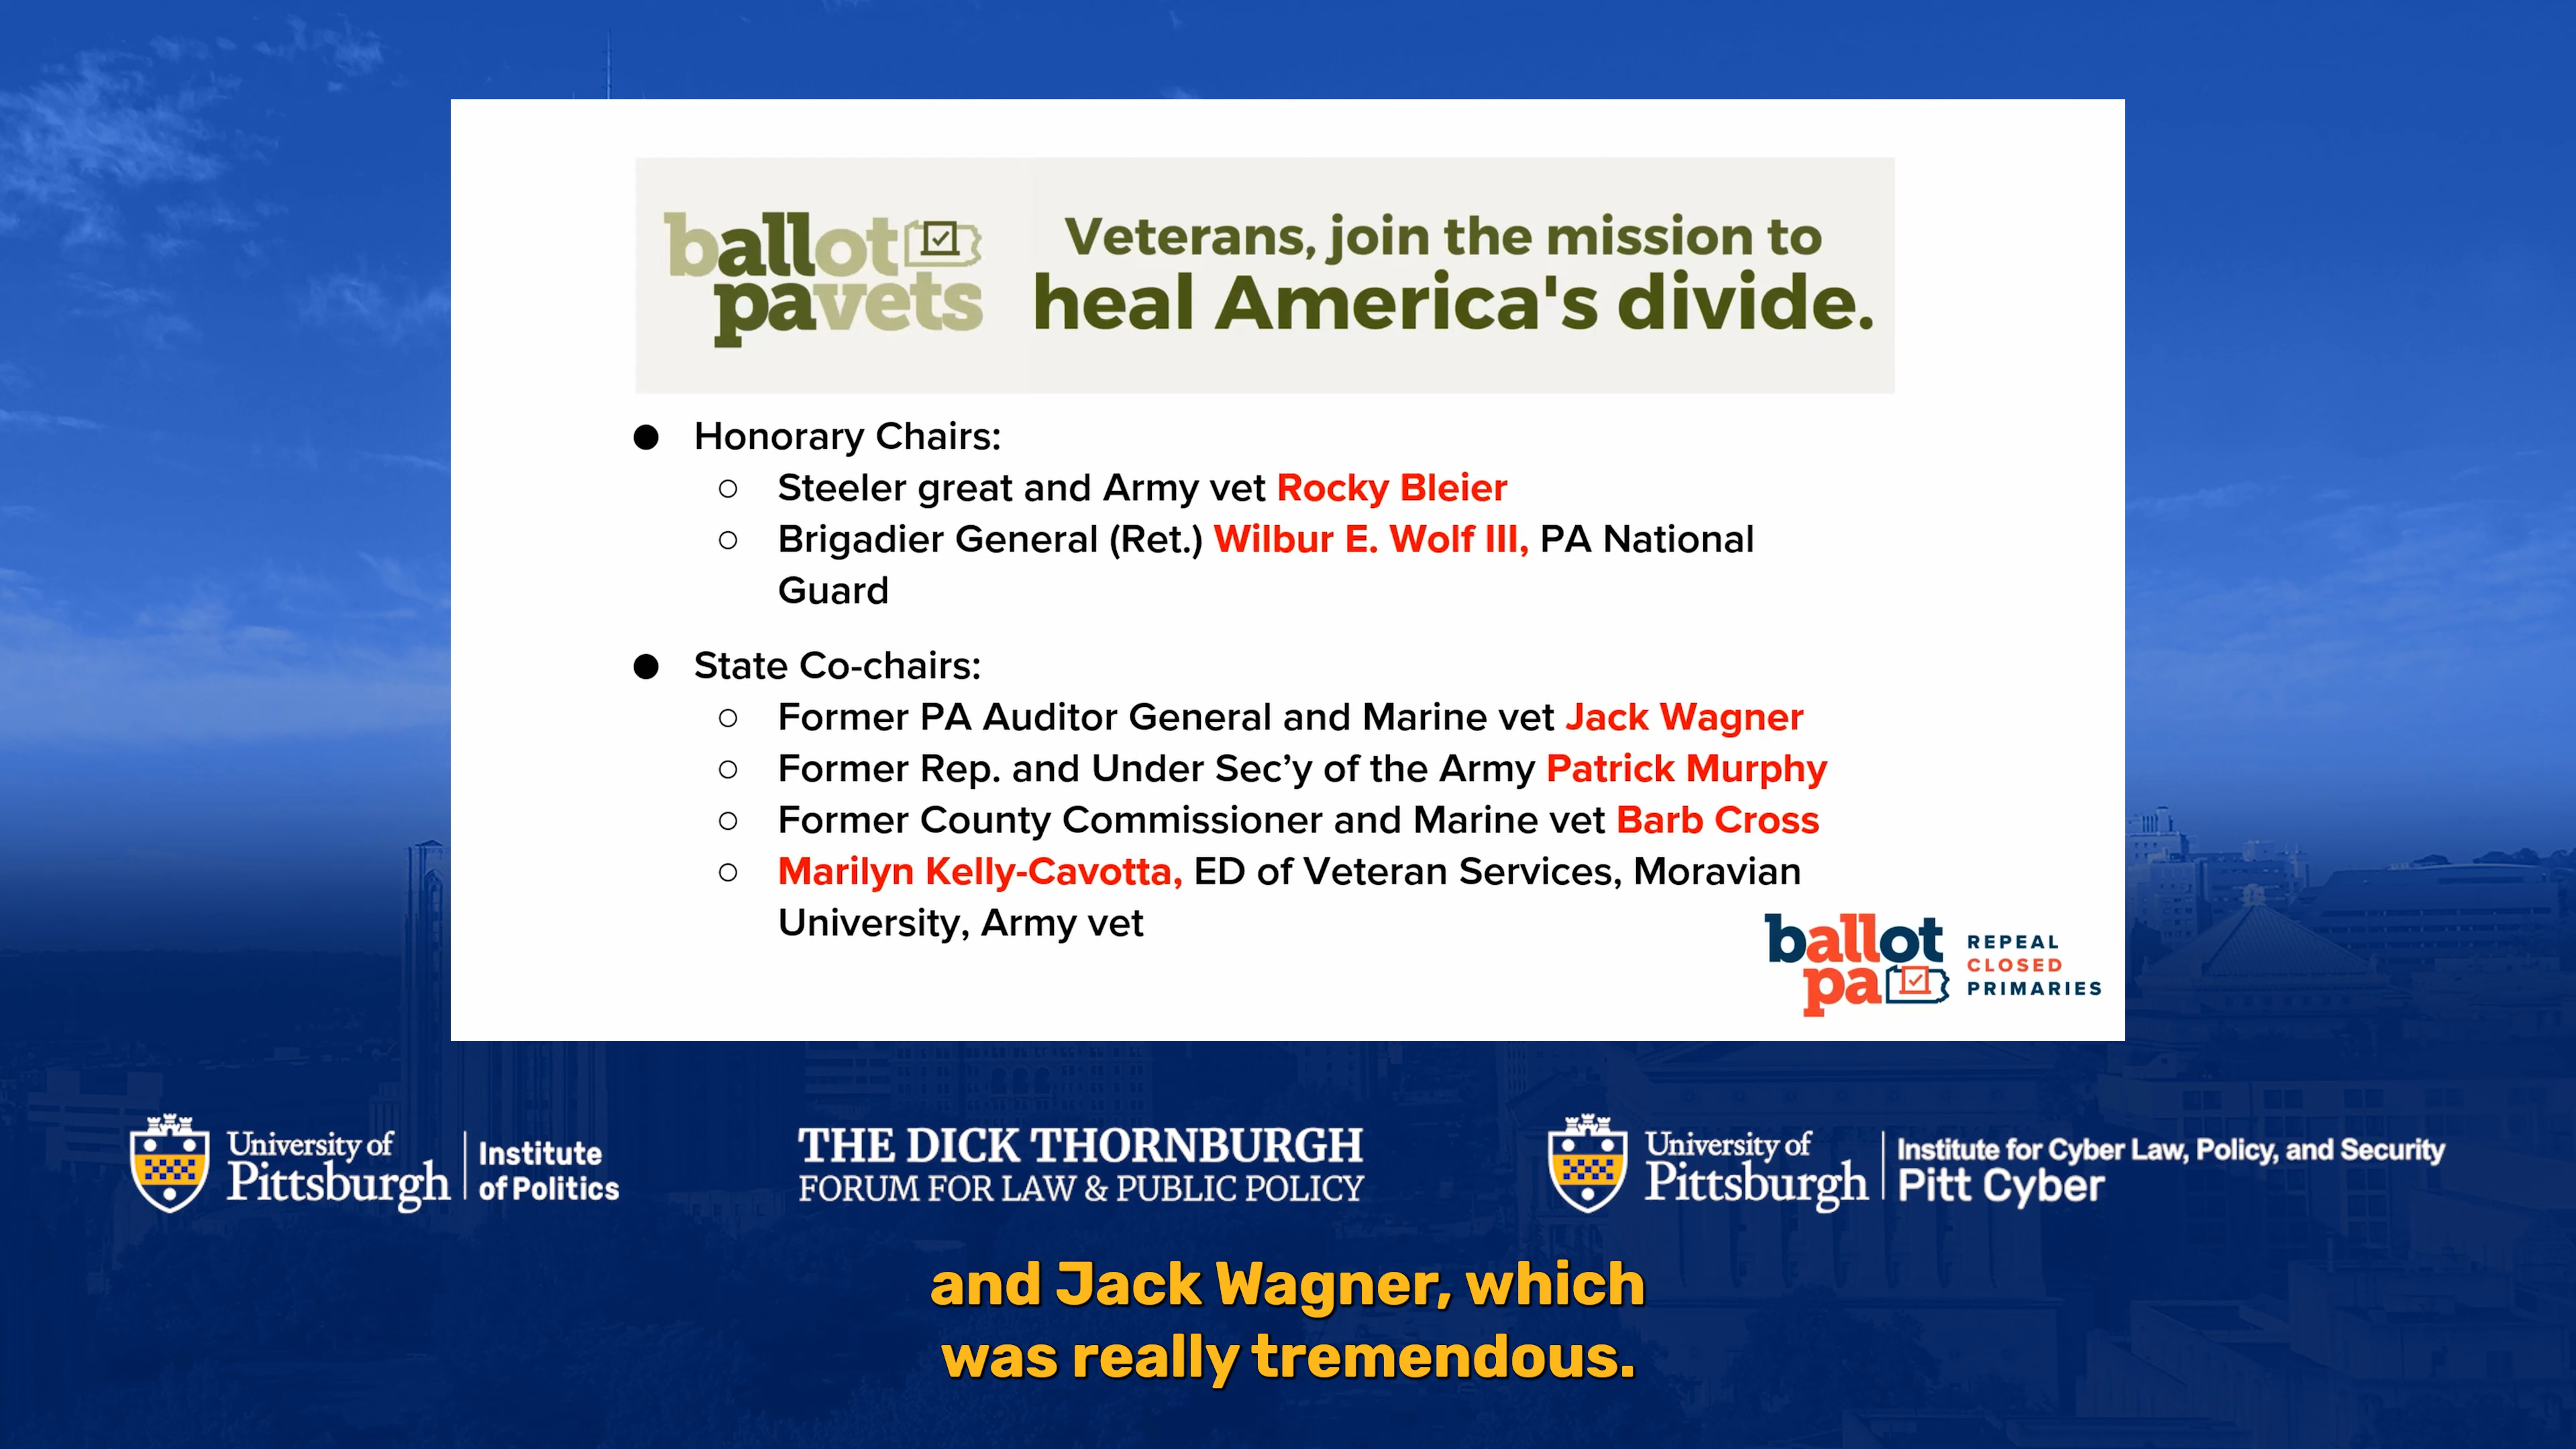 ballot
pavets
Veterans, join the mission to
heal America's divide.
● Honorary Chairs:
○ Steeler great and Army vet Rocky Bleier
○ Brigadier General (Ret.) Wilbur E. Wolf III, PA National
Guard
● State Co-chairs:
○ Former PA Auditor General and Marine vet Jack Wagner
○ Former Rep. and Under Sec’y of the Army Patrick Murphy
○ Former County Commissioner and Marine vet Barb Cross
○ Marilyn Kelly-Cavotta, ED of Veteran Services, Moravian
University, Army vet
ballot
pa
REPEAL
CLOSED
PRIMARIES
University of
Pittsburgh
Institute
of Politics
THE DICK THORNBURGH
FORUM FOR LAW & PUBLIC POLICY
University of
Pittsburgh
Institute for Cyber Law, Policy, and Security
Pitt Cyber
and Jack Wagner, which
was really tremendous.